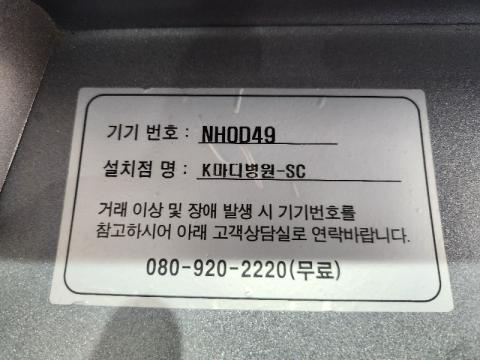 기기 번호 : NHQD49
설치점 명 : K마디병원-SC
거래 이상 및 장애 발생 시 기기번호를
참고하시어 아래 고객상담실로 연락바랍니다.
080-920-2220(무료)